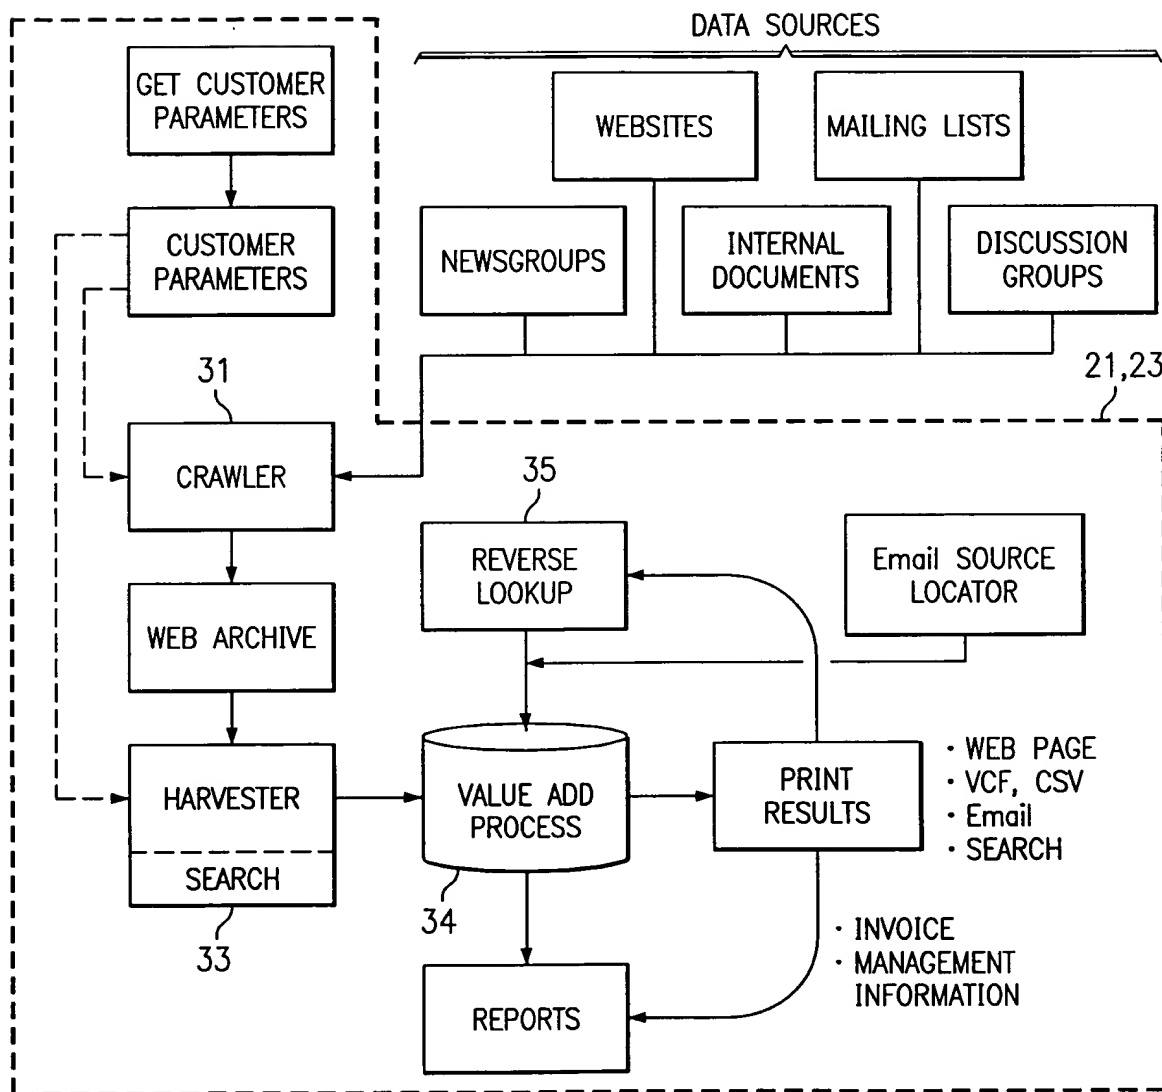 DATA SOURCES
GET CUSTOMER
PARAMETERS
WEBSITES
MAILING LISTS
CUSTOMER
PARAMETERS
NEWSGROUPS
INTERNAL
DOCUMENTS
DISCUSSION
GROUPS
31
21,23
CRAWLER
35
REVERSE
LOOKUP
Email SOURCE
LOCATOR
WEB ARCHIVE
HARVESTER
SEARCH
33
VALUE ADD
PROCESS
34
PRINT
RESULTS
· WEB PAGE
· VCF, CSV
· Email
· SEARCH
· INVOICE
· MANAGEMENT
INFORMATION
REPORTS